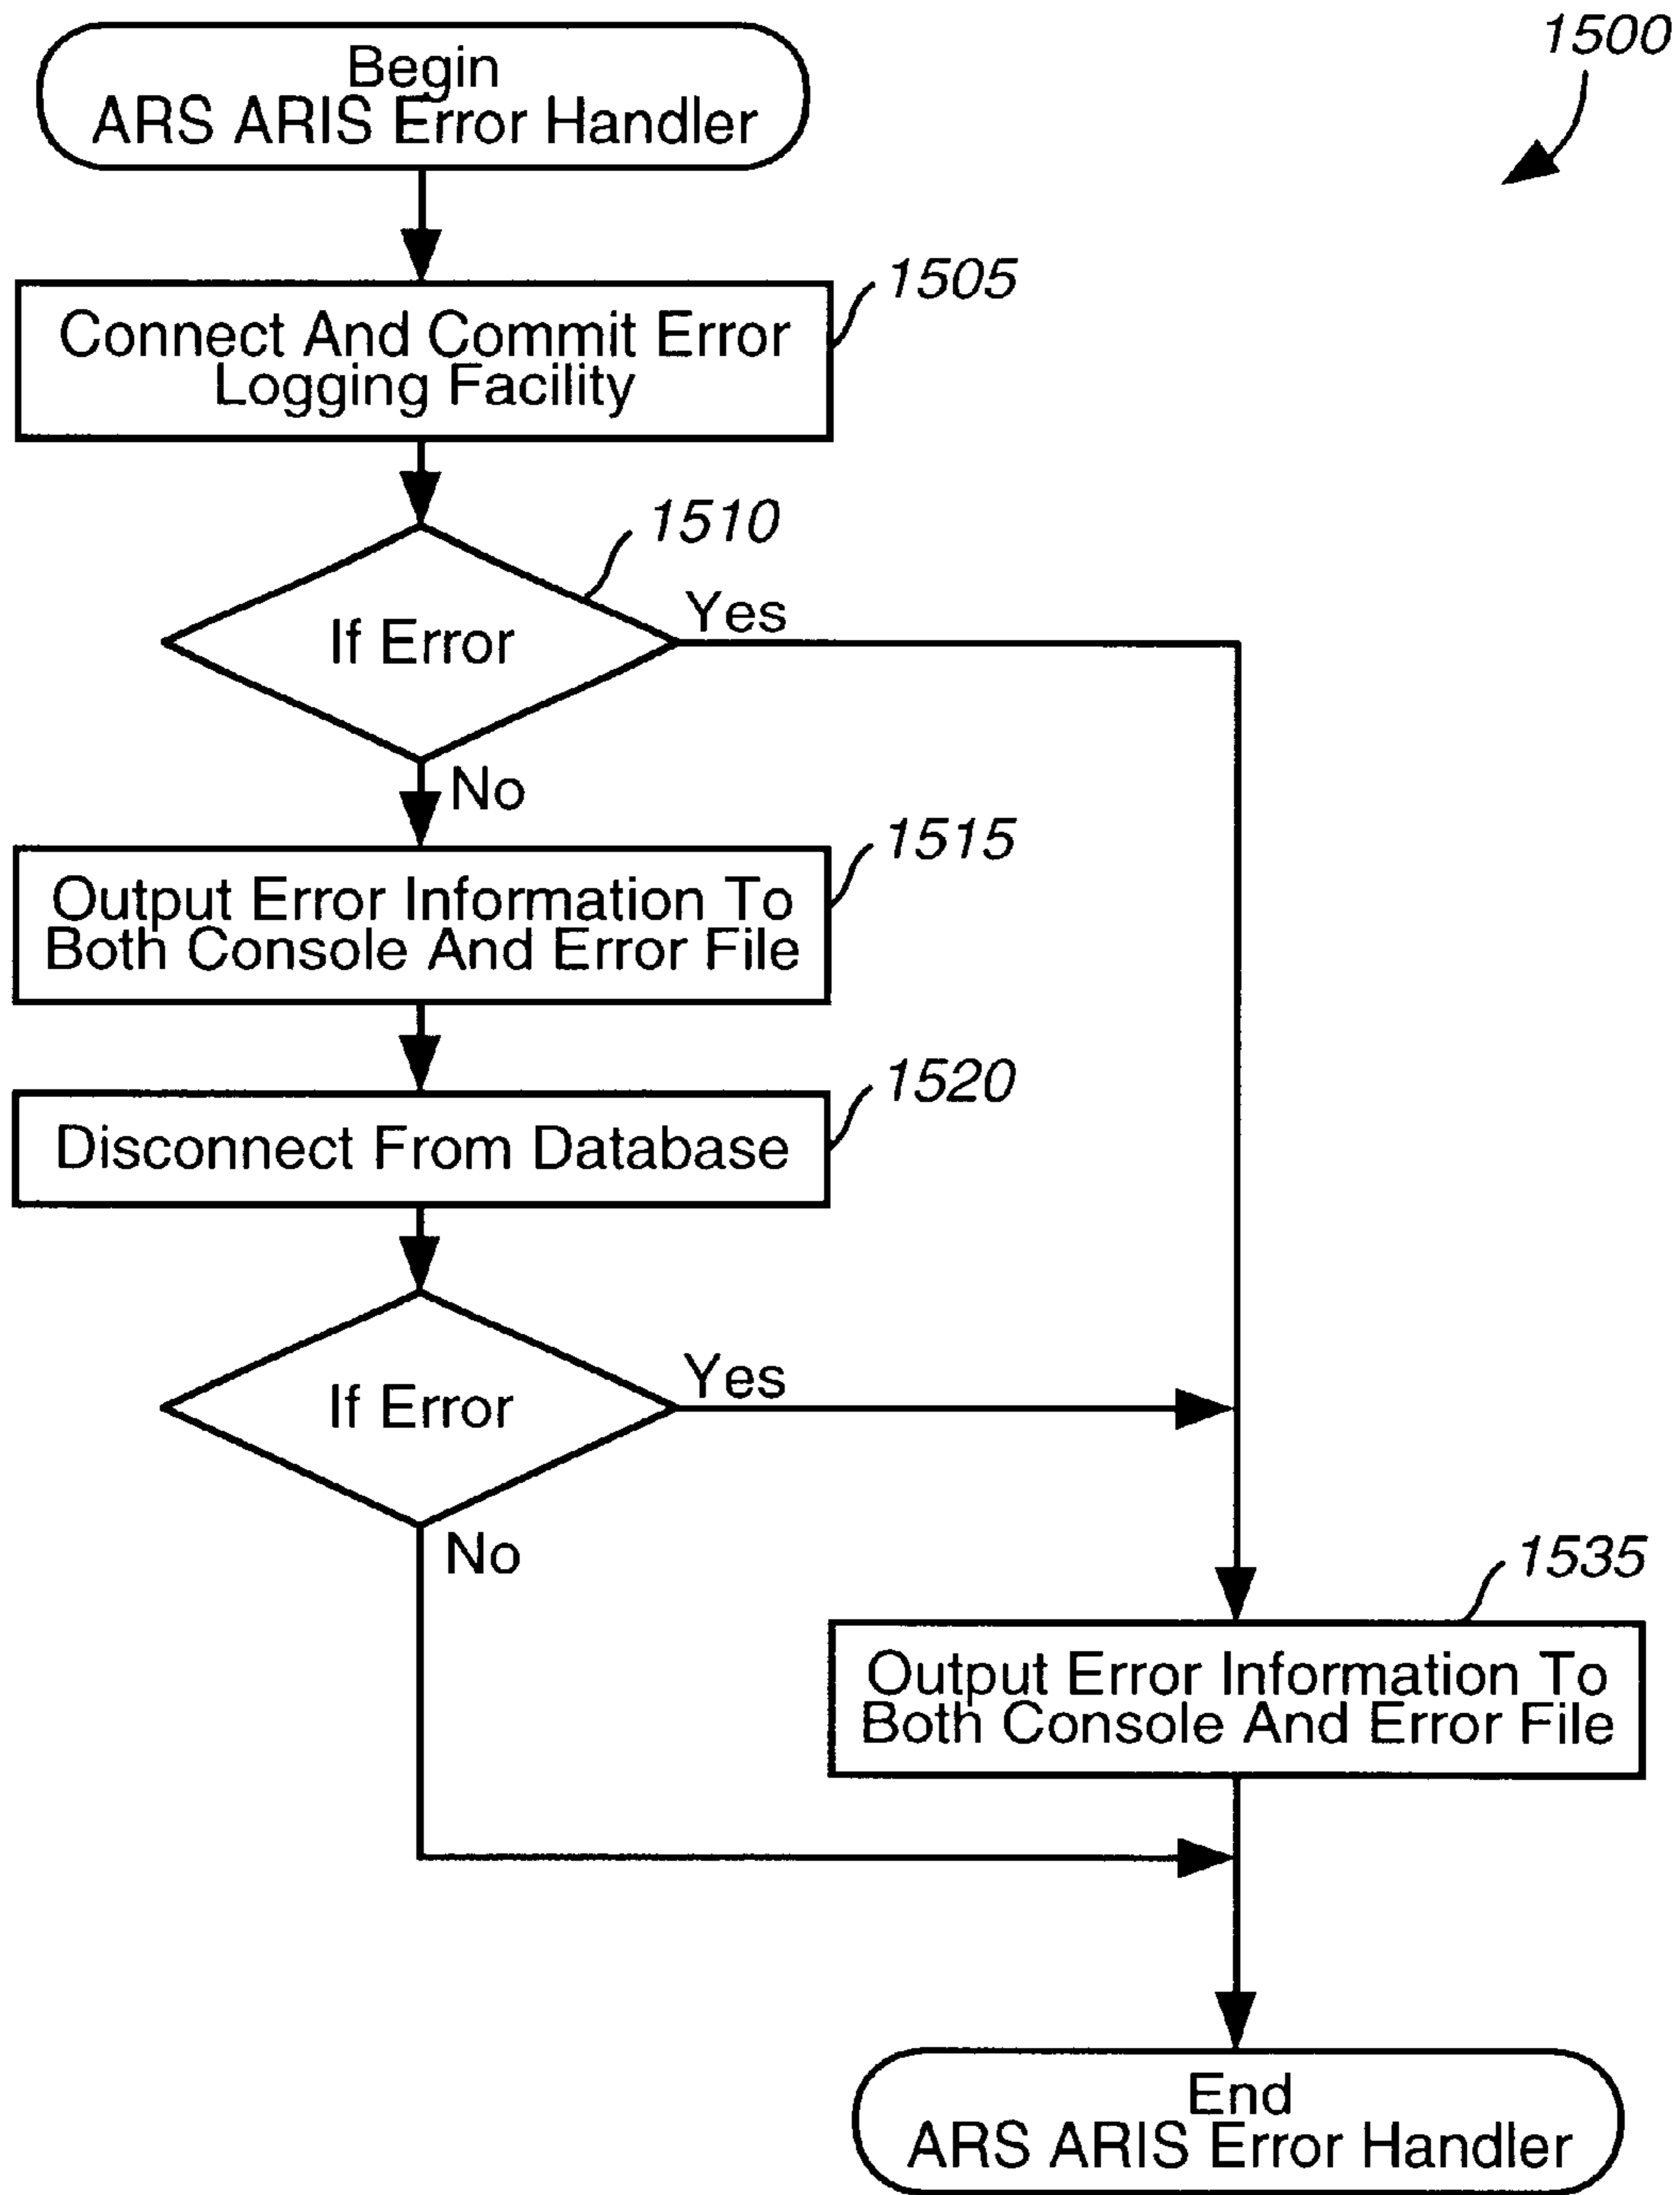 1500
Begin
ARS ARIS Error Handler
1505
Connect And Commit Error
Logging Facility
1510
If Error
Yes
No
1515
Output Error Information To
Both Console And Error File
1520
Disconnect From Database
If Error
Yes
No
1535
Output Error Information To
Both Console And Error File
End
ARS ARIS Error Handler